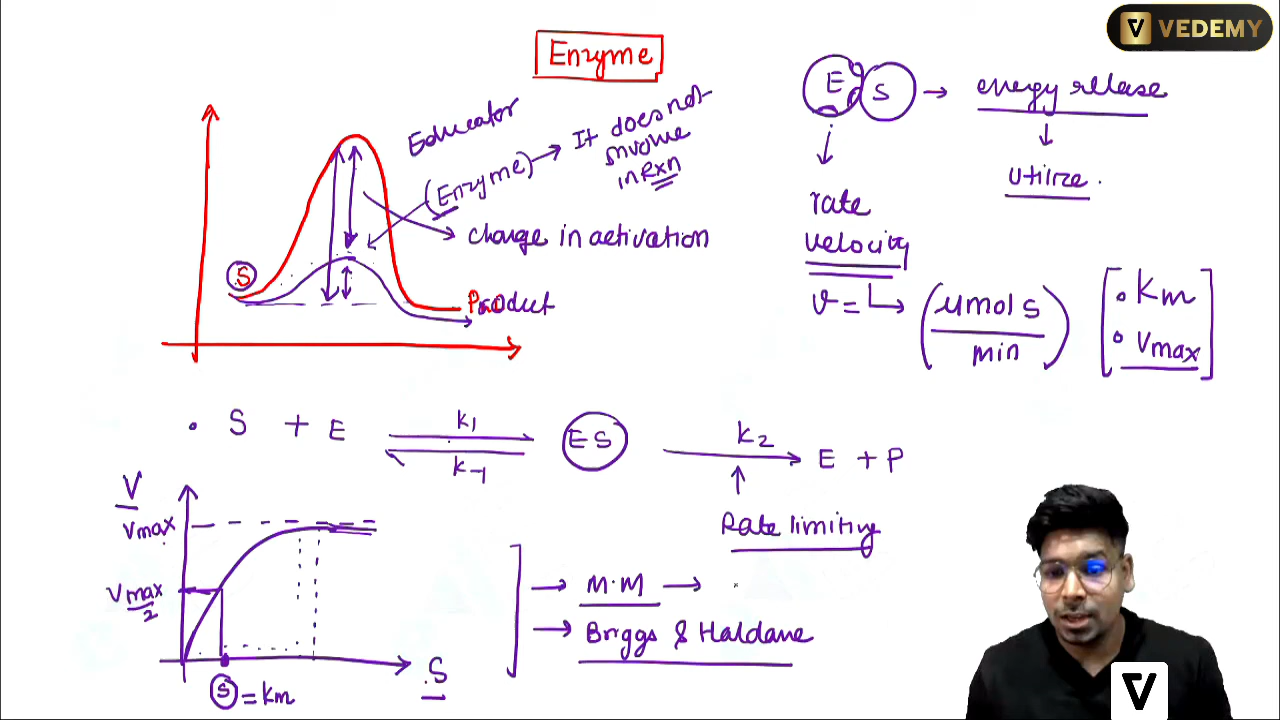 VEDEMY
Enzyme
Educator
(Enzyme)
It does not
involve
in Rxn
change in activation
S
Product
E
S
energy release
utilize.
rate
velocity
v =
μmol s
min
• Km
• Vmax
• S + E
k1
k-1
ES
k2
E + P
Rate limiting
V
Vmax
Vmax
2
S = Km
.S
M.M
Briggs & Haldane